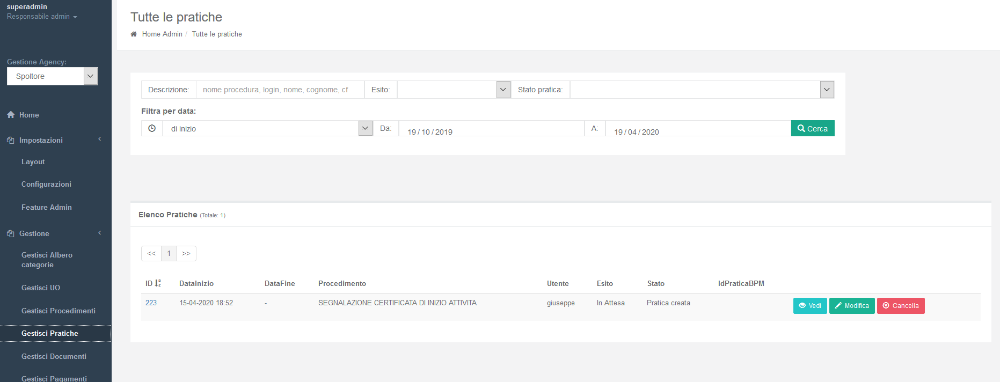 superadmin
Responsabile admin
Gestione Agency:
Spoltore
Home
Impostazioni
Layout
Configurazioni
Feature Admin
Gestione
Gestisci Albero
categorie
Gestisci UO
Gestisci Procedimenti
Gestisci Pratiche
Gestisci Documenti
Gestisci Pagamenti
Tutte le pratiche
Home Admin / Tutte le pratiche
Descrizione: nome procedura, login, nome, cognome, cf Esito: Stato pratica:
Filtra per data:
di inizio Da: 19 / 10 / 2019 A: 19 / 04 / 2020 Cerca
Elenco Pratiche (Totale: 1)
<< 1 >>
ID DataInizio DataFine Procedimento Utente Esito Stato IdPraticaBPM
223 15-04-2020 18:52 - SEGNALAZIONE CERTIFICATA DI INIZIO ATTIVITA giuseppe In Attesa Pratica creata Vedi Modifica Cancella